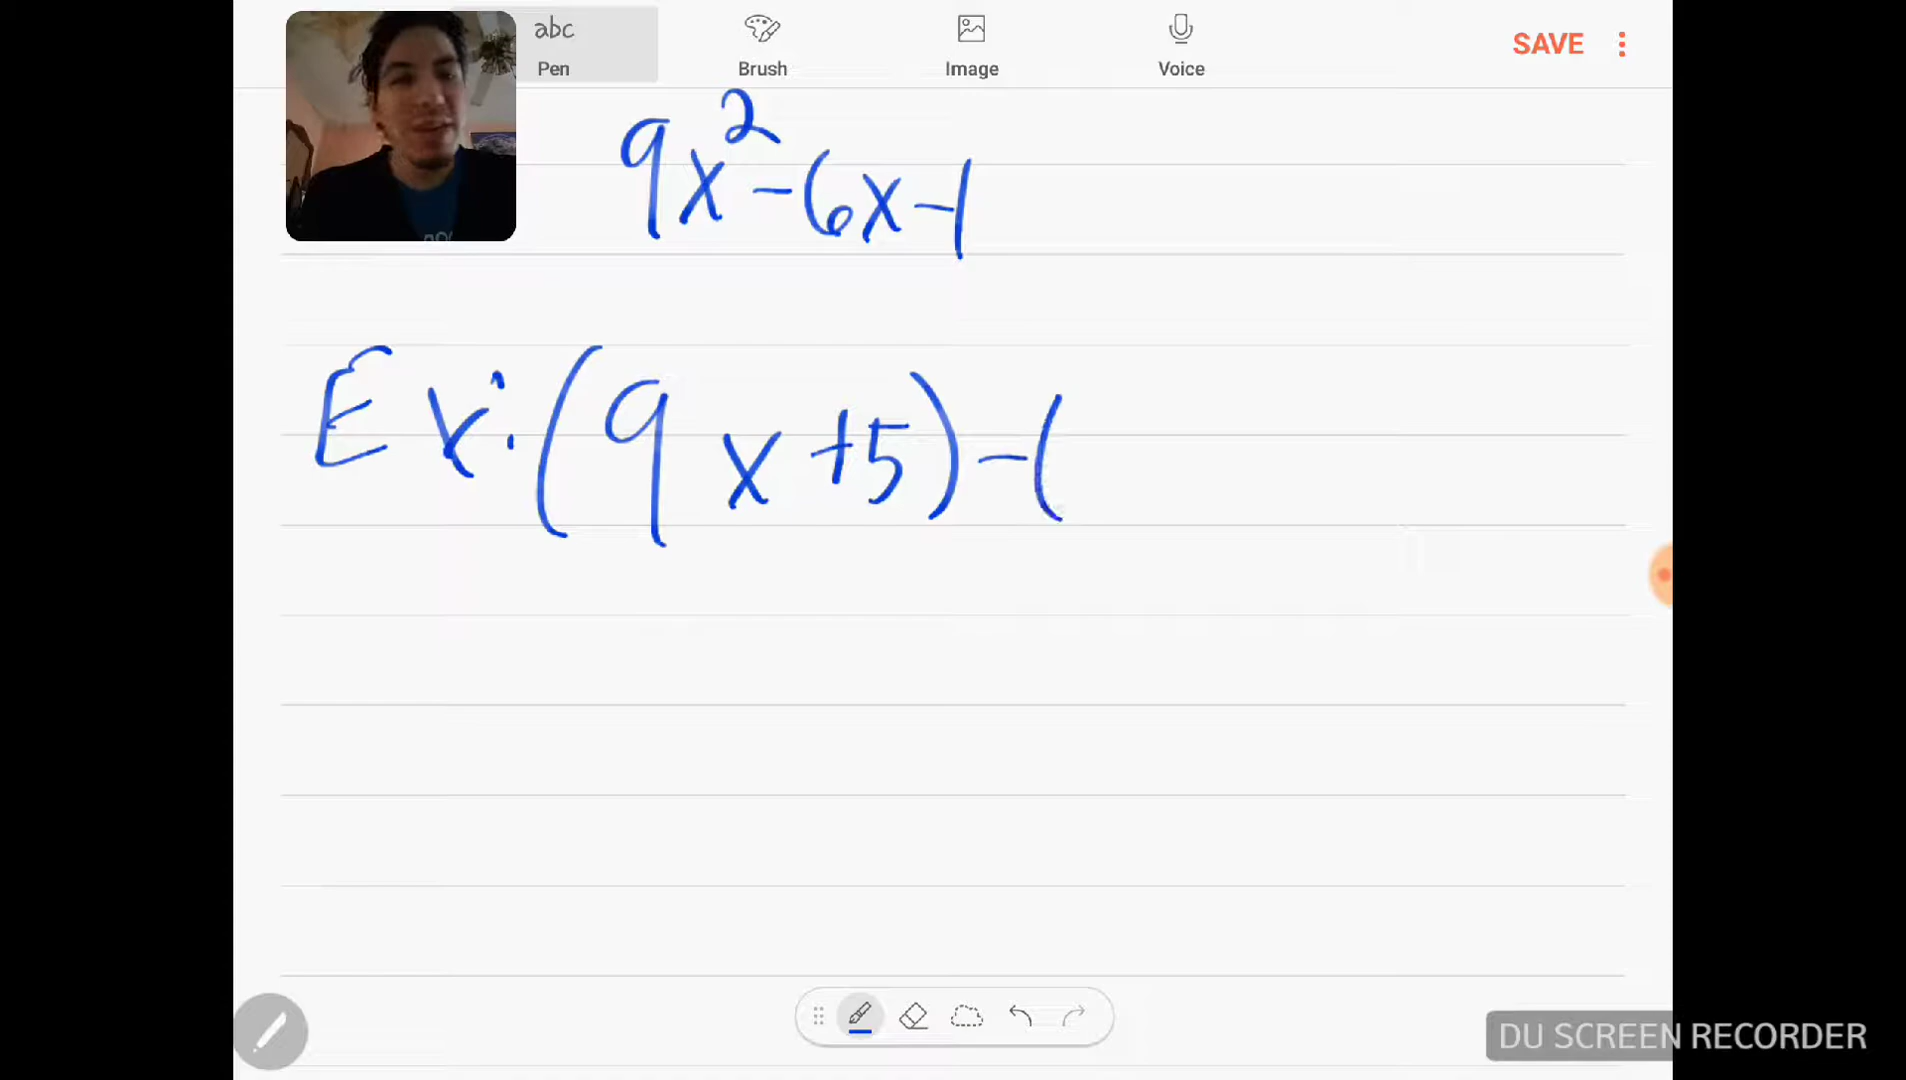 abc
Pen
Brush
Image
Voice
SAVE
9x² - 6x - 1
Ex: (9x + 5) - (
DU SCREEN RECORDER